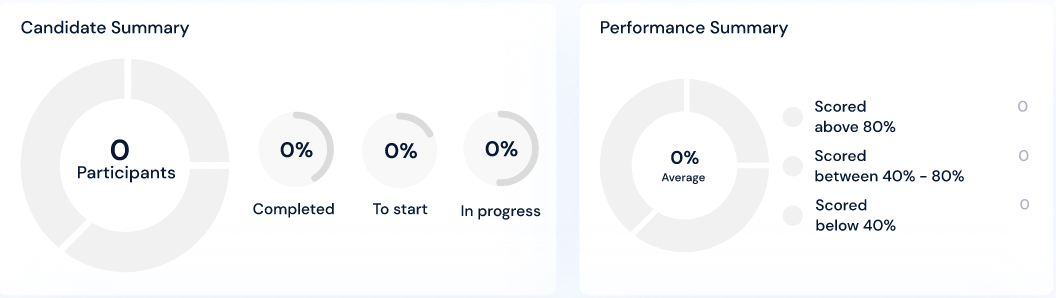 Candidate Summary
0
Participants
0%
Completed
0%
To start
0%
In progress
Performance Summary
0%
Average
Scored
above 80%
0
Scored
between 40% - 80%
0
Scored
below 40%
0